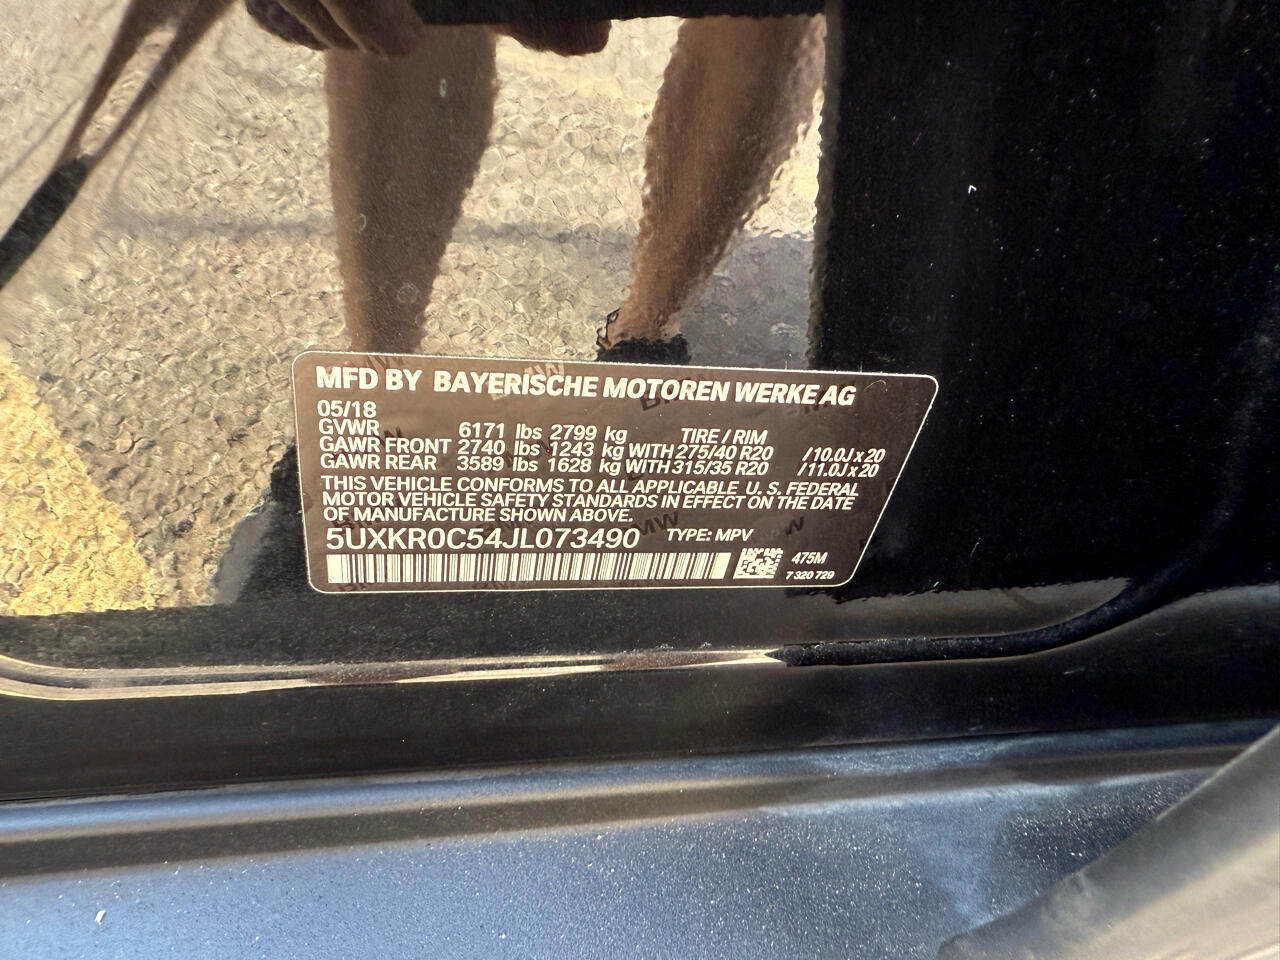 MFD BY BAYERISCHE MOTOREN WERKE AG
05/18
GVWR 6171 lbs 2799 kg TIRE / RIM
GAWR FRONT 2740 lbs 1243 kg WITH 275/40 R20 /10.0J x 20
GAWR REAR 3589 lbs 1628 kg WITH 315/35 R20 /11.0J x 20
THIS VEHICLE CONFORMS TO ALL APPLICABLE U. S. FEDERAL
MOTOR VEHICLE SAFETY STANDARDS IN EFFECT ON THE DATE
OF MANUFACTURE SHOWN ABOVE.
5UXKR0C54JL073490 TYPE: MPV
475M
7 320 729